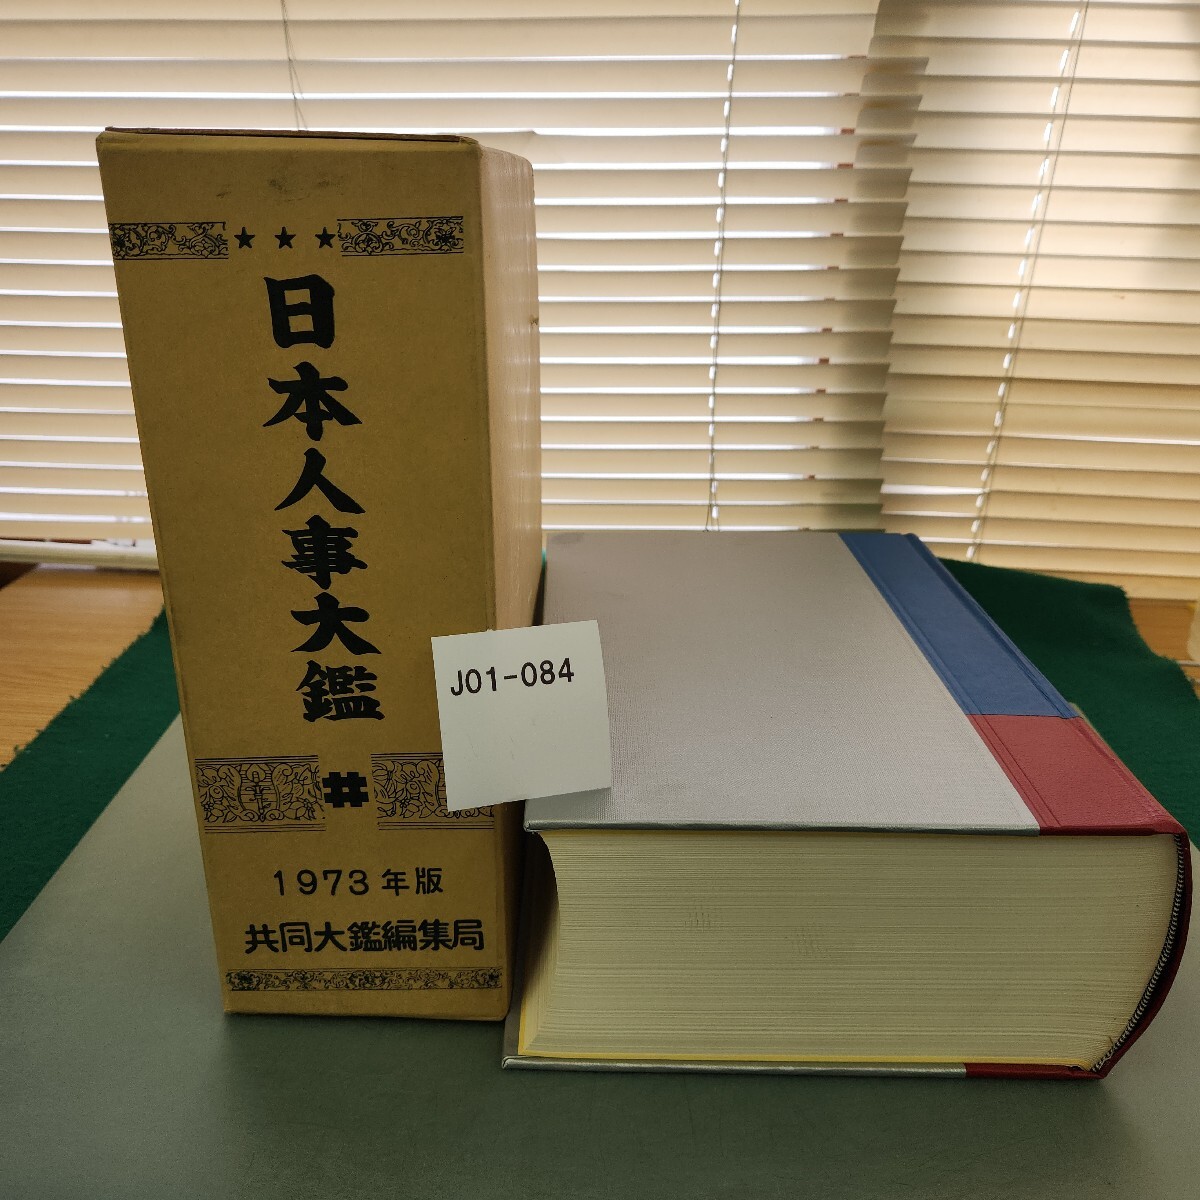 日本人事大鑑
1973年版
共同大鑑編集局
J01-084